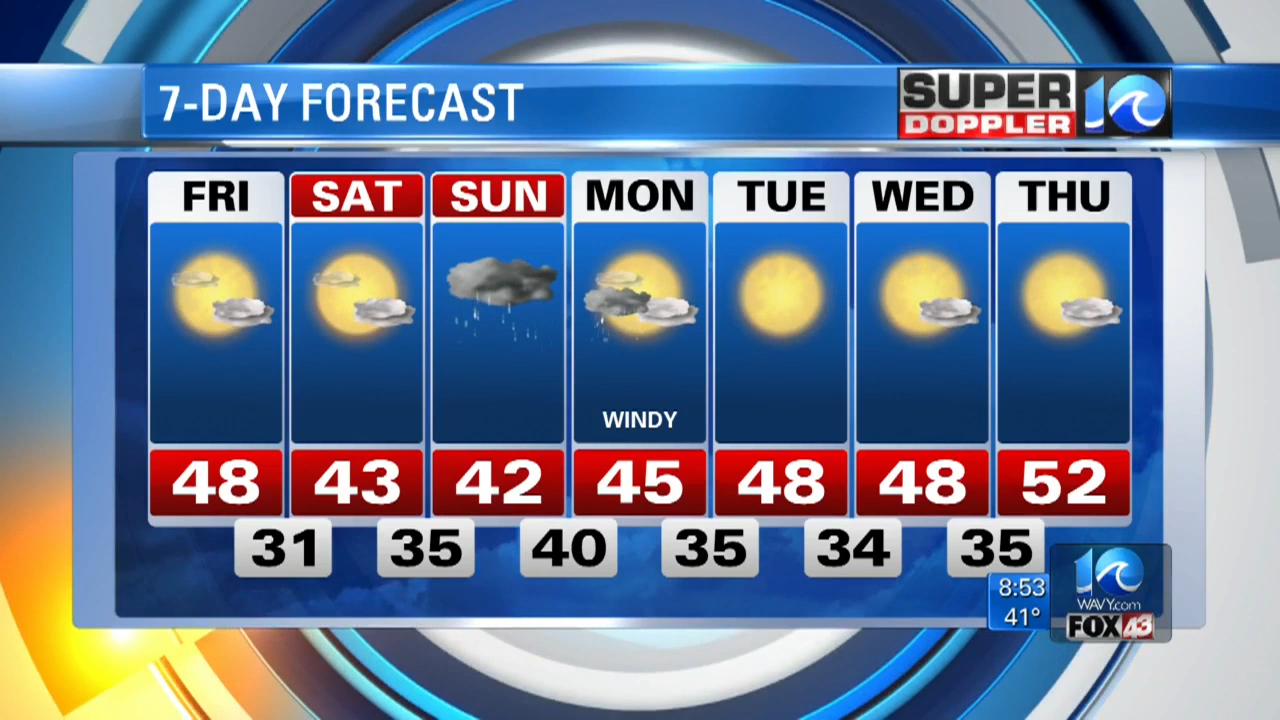 7-DAY FORECAST
SUPER
DOPPLER
10
FRI SAT SUN MON TUE WED THU
WINDY
48 43 42 45 48 48 52
31 35 40 35 34 35
8:53
41°
10
WAVY.com
FOX 43